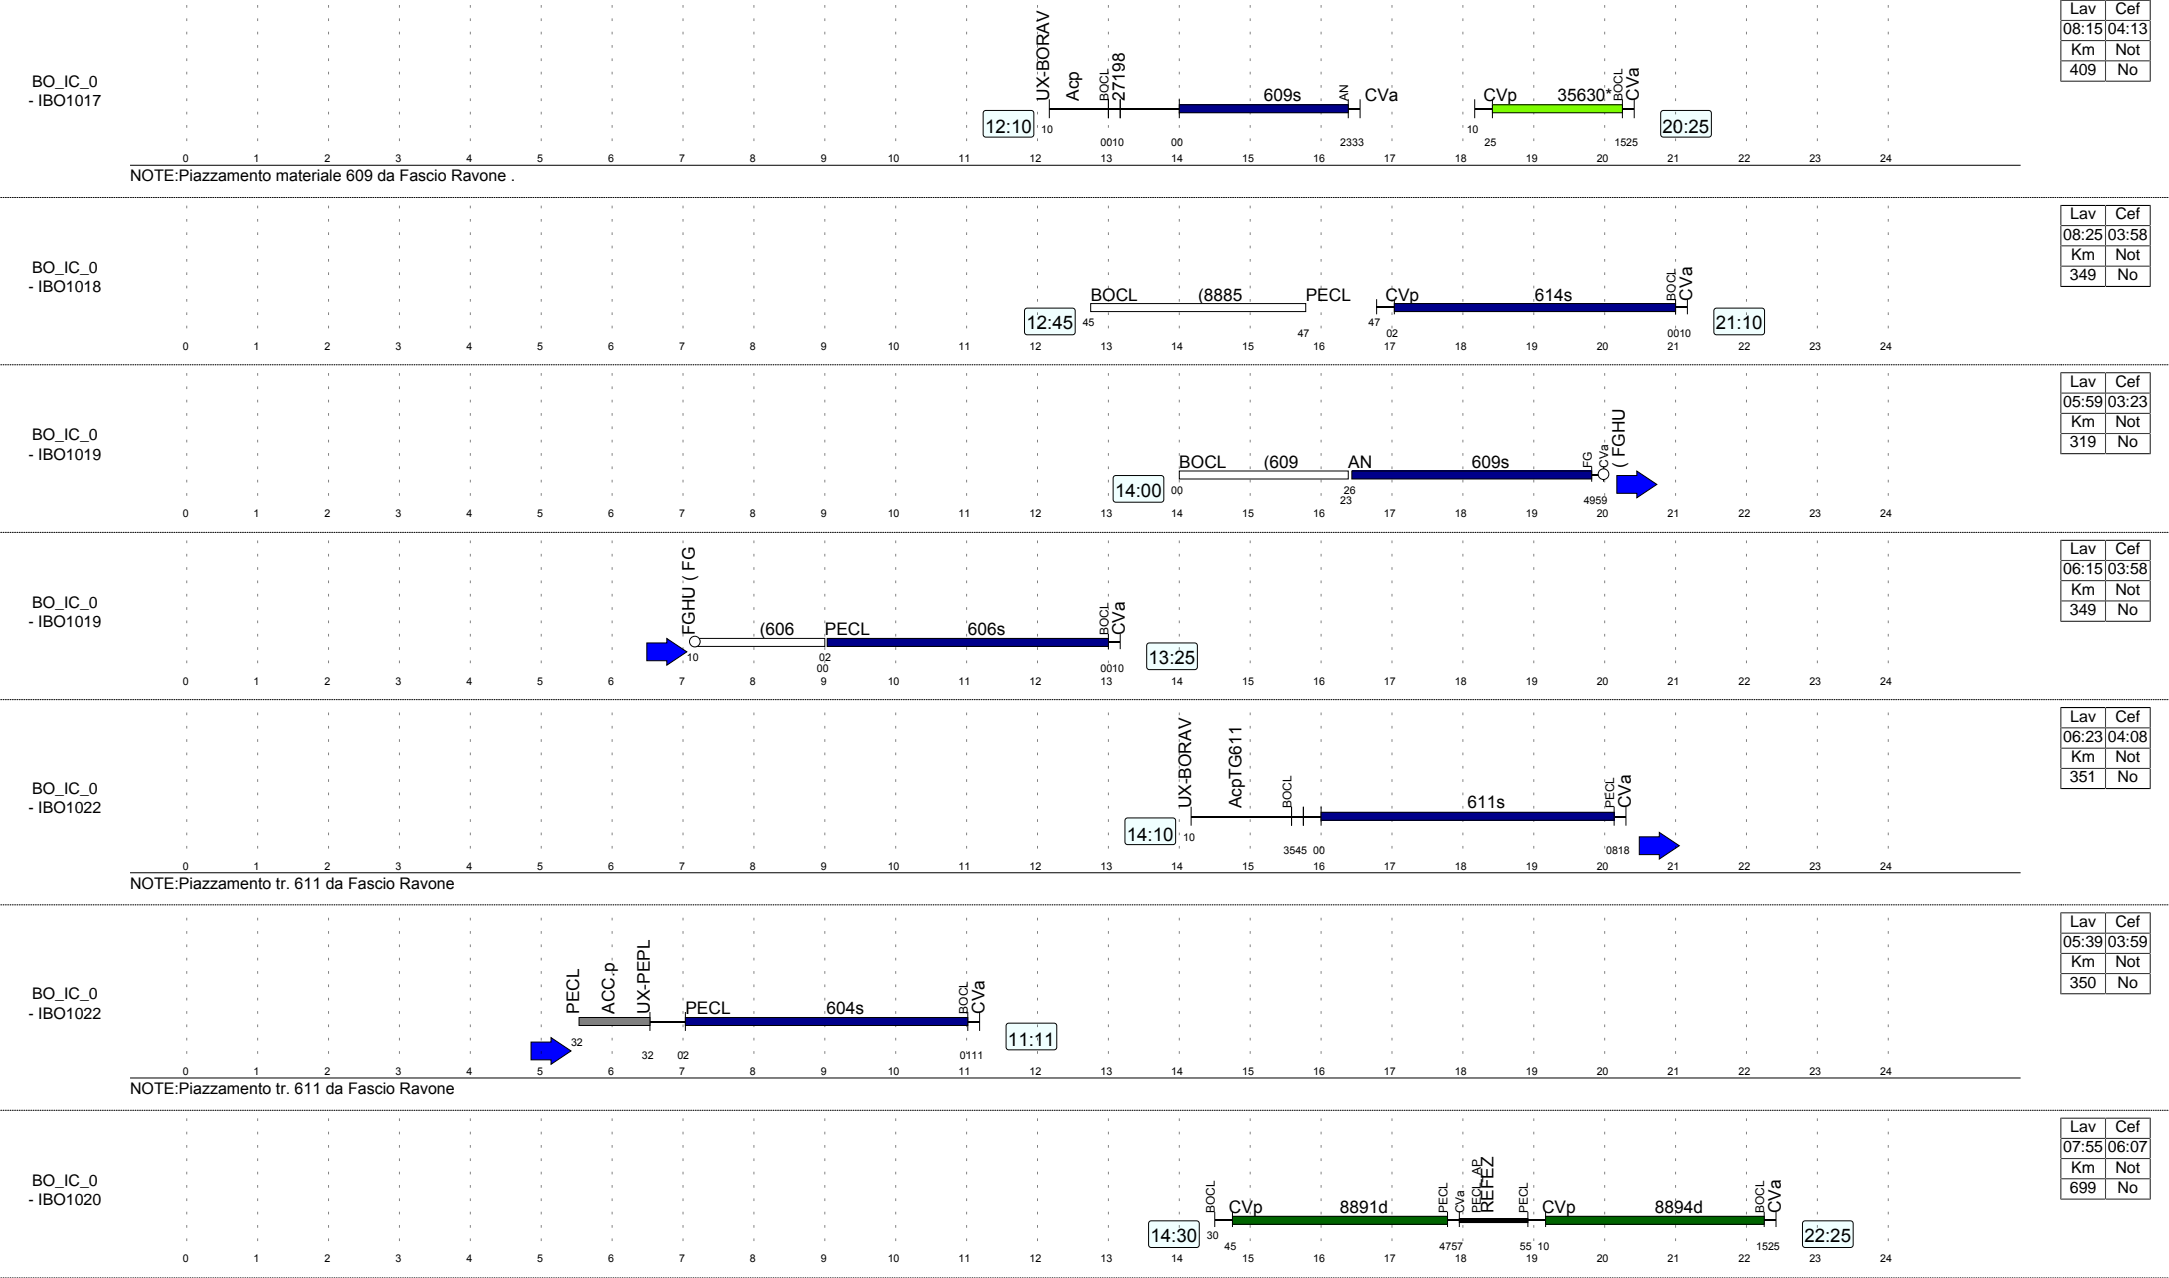 Lav Cef
08:15 04:13
Km Not
409 No
BO_IC_0
- IBO1017
UX-BORAV Acp BOCL 27198 609s AN CVa CVp 35630* BOCL CVa
12:10 10 0010 00 2333 10 25 1525 20:25
0 1 2 3 4 5 6 7 8 9 10 11 12 13 14 15 16 17 18 19 20 21 22 23 24
NOTE:Piazzamento materiale 609 da Fascio Ravone .
Lav Cef
08:25 03:58
Km Not
349 No
BO_IC_0
- IBO1018
BOCL (8885 PECL CVp 614s BOCL CVa
12:45 45 47 47 02 0010 21:10
0 1 2 3 4 5 6 7 8 9 10 11 12 13 14 15 16 17 18 19 20 21 22 23 24
Lav Cef
05:59 03:23
Km Not
319 No
BO_IC_0
- IBO1019
BOCL (609 AN 609s FG CVa ( FGHU
14:00 00 26 23 4959
0 1 2 3 4 5 6 7 8 9 10 11 12 13 14 15 16 17 18 19 20 21 22 23 24
Lav Cef
06:15 03:58
Km Not
349 No
BO_IC_0
- IBO1019
FGHU ( FG (606 PECL 606s BOCL CVa
10 02 00 0010 13:25
0 1 2 3 4 5 6 7 8 9 10 11 12 13 14 15 16 17 18 19 20 21 22 23 24
Lav Cef
06:23 04:08
Km Not
351 No
BO_IC_0
- IBO1022
UX-BORAV AcpTG611 BOCL 611s PECL CVa
14:10 10 3545 00 0818
0 1 2 3 4 5 6 7 8 9 10 11 12 13 14 15 16 17 18 19 20 21 22 23 24
NOTE:Piazzamento tr. 611 da Fascio Ravone
Lav Cef
05:39 03:59
Km Not
350 No
BO_IC_0
- IBO1022
PECL ACC.p UX-PEPL PECL 604s BOCL CVa
32 32 02 0111 11:11
0 1 2 3 4 5 6 7 8 9 10 11 12 13 14 15 16 17 18 19 20 21 22 23 24
NOTE:Piazzamento tr. 611 da Fascio Ravone
Lav Cef
07:55 06:07
Km Not
699 No
BO_IC_0
- IBO1020
BOCL CVp 8891d PECL CVa REFEZ PECL CVp 8894d BOCL CVa
14:30 30 45 4757 55 10 1525 22:25
0 1 2 3 4 5 6 7 8 9 10 11 12 13 14 15 16 17 18 19 20 21 22 23 24